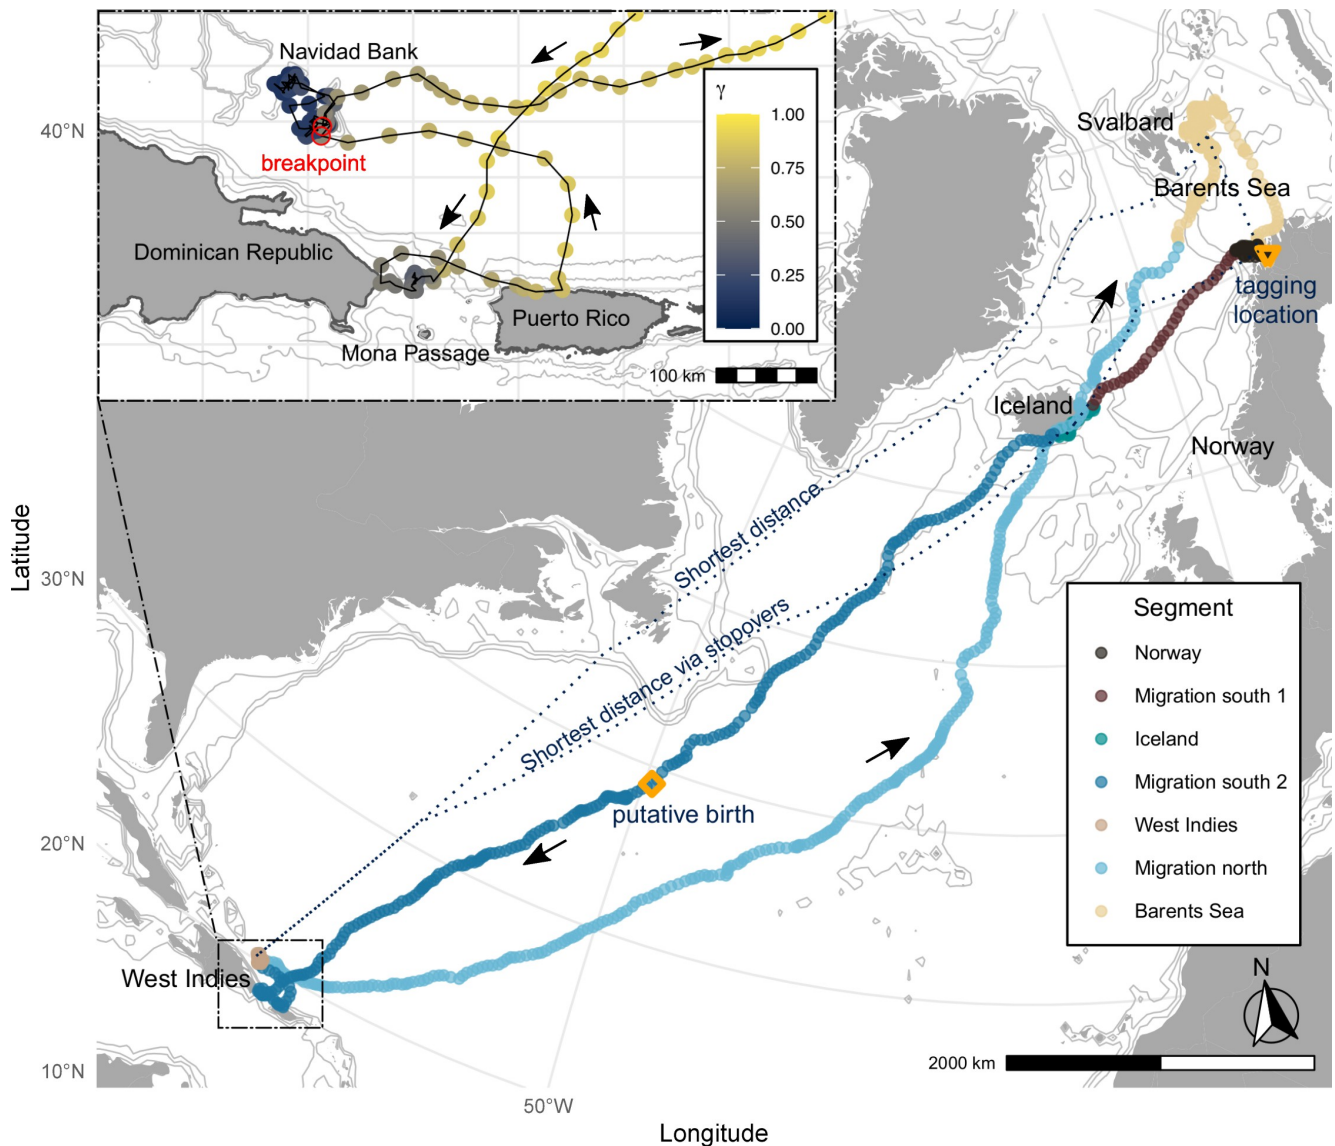 Navidad Bank
breakpoint
Dominican Republic
Mona Passage
Puerto Rico
γ
1.00
0.75
0.50
0.25
0.00
100 km
40°N
30°N
20°N
10°N
Latitude
Svalbard
Barents Sea
tagging
location
Iceland
Norway
Shortest distance
Shortest distance via stopovers
putative birth
West Indies
Segment
Norway
Migration south 1
Iceland
Migration south 2
West Indies
Migration north
Barents Sea
N
2000 km
50°W
Longitude